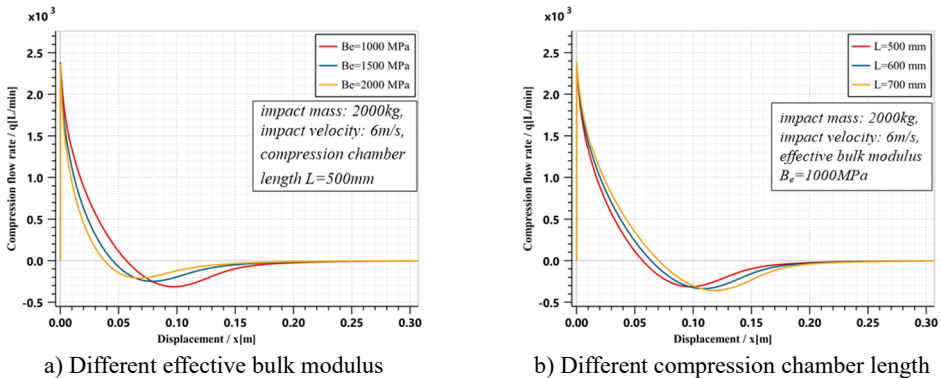 x10³
Compression flow rate / q[L/min]
2.5
2.0
1.5
1.0
0.5
0.0
-0.5
Be=1000 MPa
Be=1500 MPa
Be=2000 MPa
impact mass: 2000kg,
impact velocity: 6m/s,
compression chamber
length L=500mm
0.00 0.05 0.10 0.15 0.20 0.25 0.30
Displacement / x[m]
a) Different effective bulk modulus
x10³
Compression flow rate / q[L/min]
2.5
2.0
1.5
1.0
0.5
0.0
-0.5
L=500 mm
L=600 mm
L=700 mm
impact mass: 2000kg,
impact velocity: 6m/s,
effective bulk modulus
Bₑ=1000MPa
0.00 0.05 0.10 0.15 0.20 0.25 0.30
Displacement / x[m]
b) Different compression chamber length